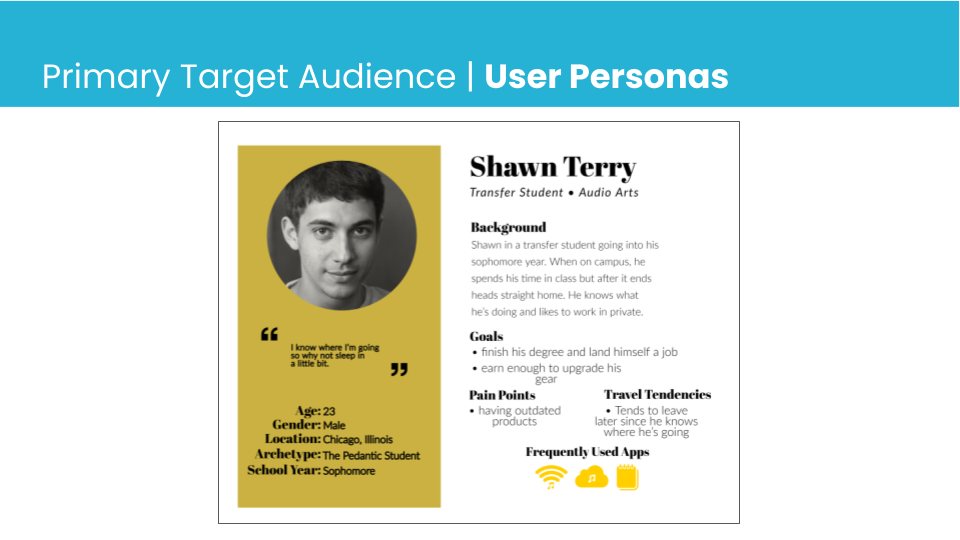 Primary Target Audience | User Personas
Shawn Terry
Transfer Student • Audio Arts
Background
Shawn in a transfer student going into his
sophomore year. When on campus, he
spends his time in class but after it ends
heads straight home. He knows what
he's doing and likes to work in private.
Goals
• finish his degree and land himself a job
• earn enough to upgrade his
gear
Pain Points
• having outdated
products
Travel Tendencies
• Tends to leave
later since he knows
where he's going
Frequently Used Apps
“
I know where I'm going
so why not sleep in
a little bit.
”
Age: 23
Gender: Male
Location: Chicago, Illinois
Archetype: The Pedantic Student
School Year: Sophomore